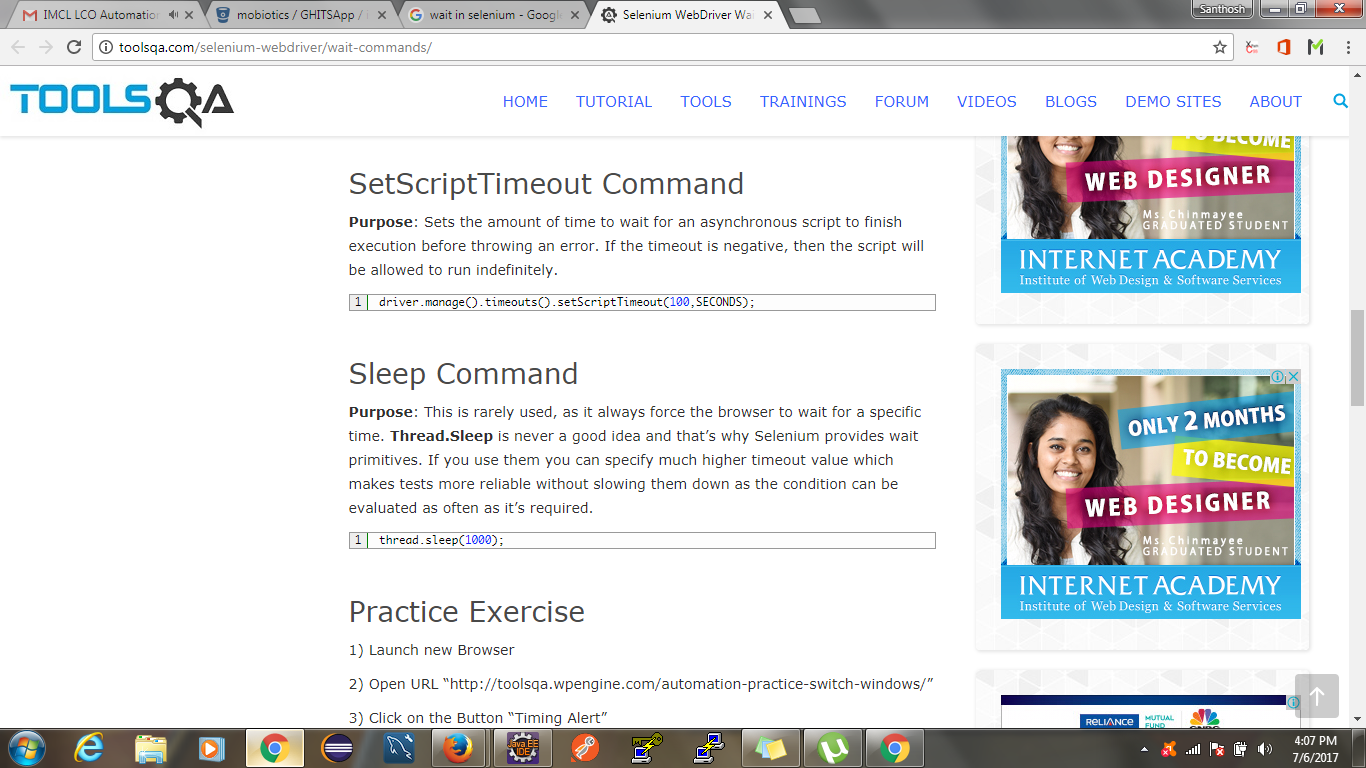 IMCL LCO Automation
mobiotics / GHITSApp /
wait in selenium - Googl
Selenium WebDriver Wai
Santhosh
toolsqa.com/selenium-webdriver/wait-commands/
TOOLSQA
HOME
TUTORIAL
TOOLS
TRAININGS
FORUM
VIDEOS
BLOGS
DEMO SITES
ABOUT
SetScriptTimeout Command
Purpose: Sets the amount of time to wait for an asynchronous script to finish
execution before throwing an error. If the timeout is negative, then the script will
be allowed to run indefinitely.
1 driver.manage().timeouts().setScriptTimeout(100,SECONDS);
Sleep Command
Purpose: This is rarely used, as it always force the browser to wait for a specific
time. Thread.Sleep is never a good idea and that’s why Selenium provides wait
primitives. If you use them you can specify much higher timeout value which
makes tests more reliable without slowing them down as the condition can be
evaluated as often as it’s required.
1 thread.sleep(1000);
Practice Exercise
1) Launch new Browser
2) Open URL “http://toolsqa.wpengine.com/automation-practice-switch-windows/”
3) Click on the Button “Timing Alert”
TO BECOME
WEB DESIGNER
Ms. Chinmayee
GRADUATED STUDENT
INTERNET ACADEMY
Institute of Web Design & Software Services
ONLY 2 MONTHS
TO BECOME
WEB DESIGNER
Ms. Chinmayee
GRADUATED STUDENT
INTERNET ACADEMY
Institute of Web Design & Software Services
RELIANCE
MUTUAL
FUND
Java EE
IDE
4:07 PM
7/6/2017